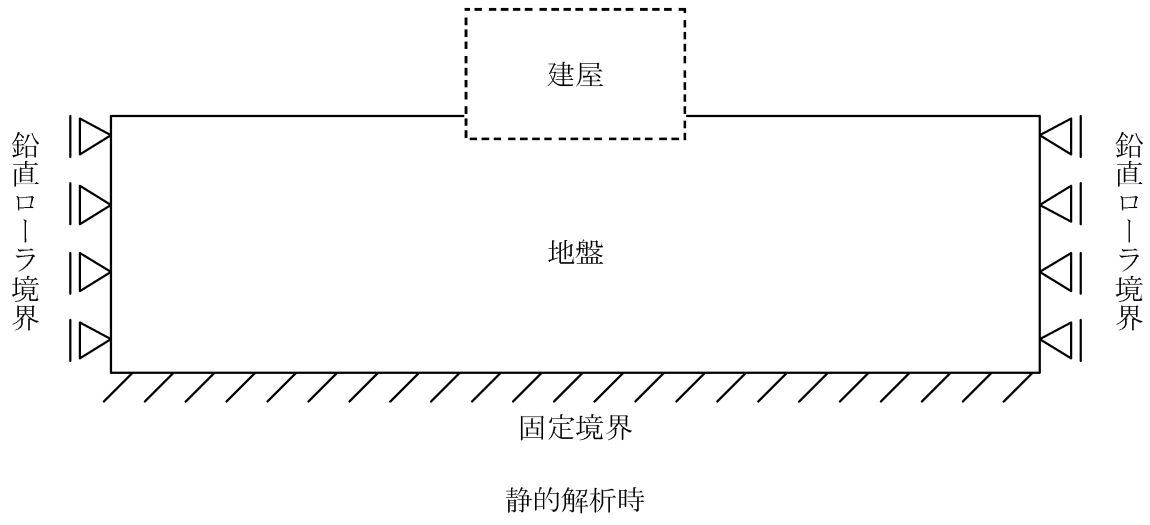 建屋
鉛直ローラ境界
鉛直ローラ境界
地盤
固定境界
静的解析時